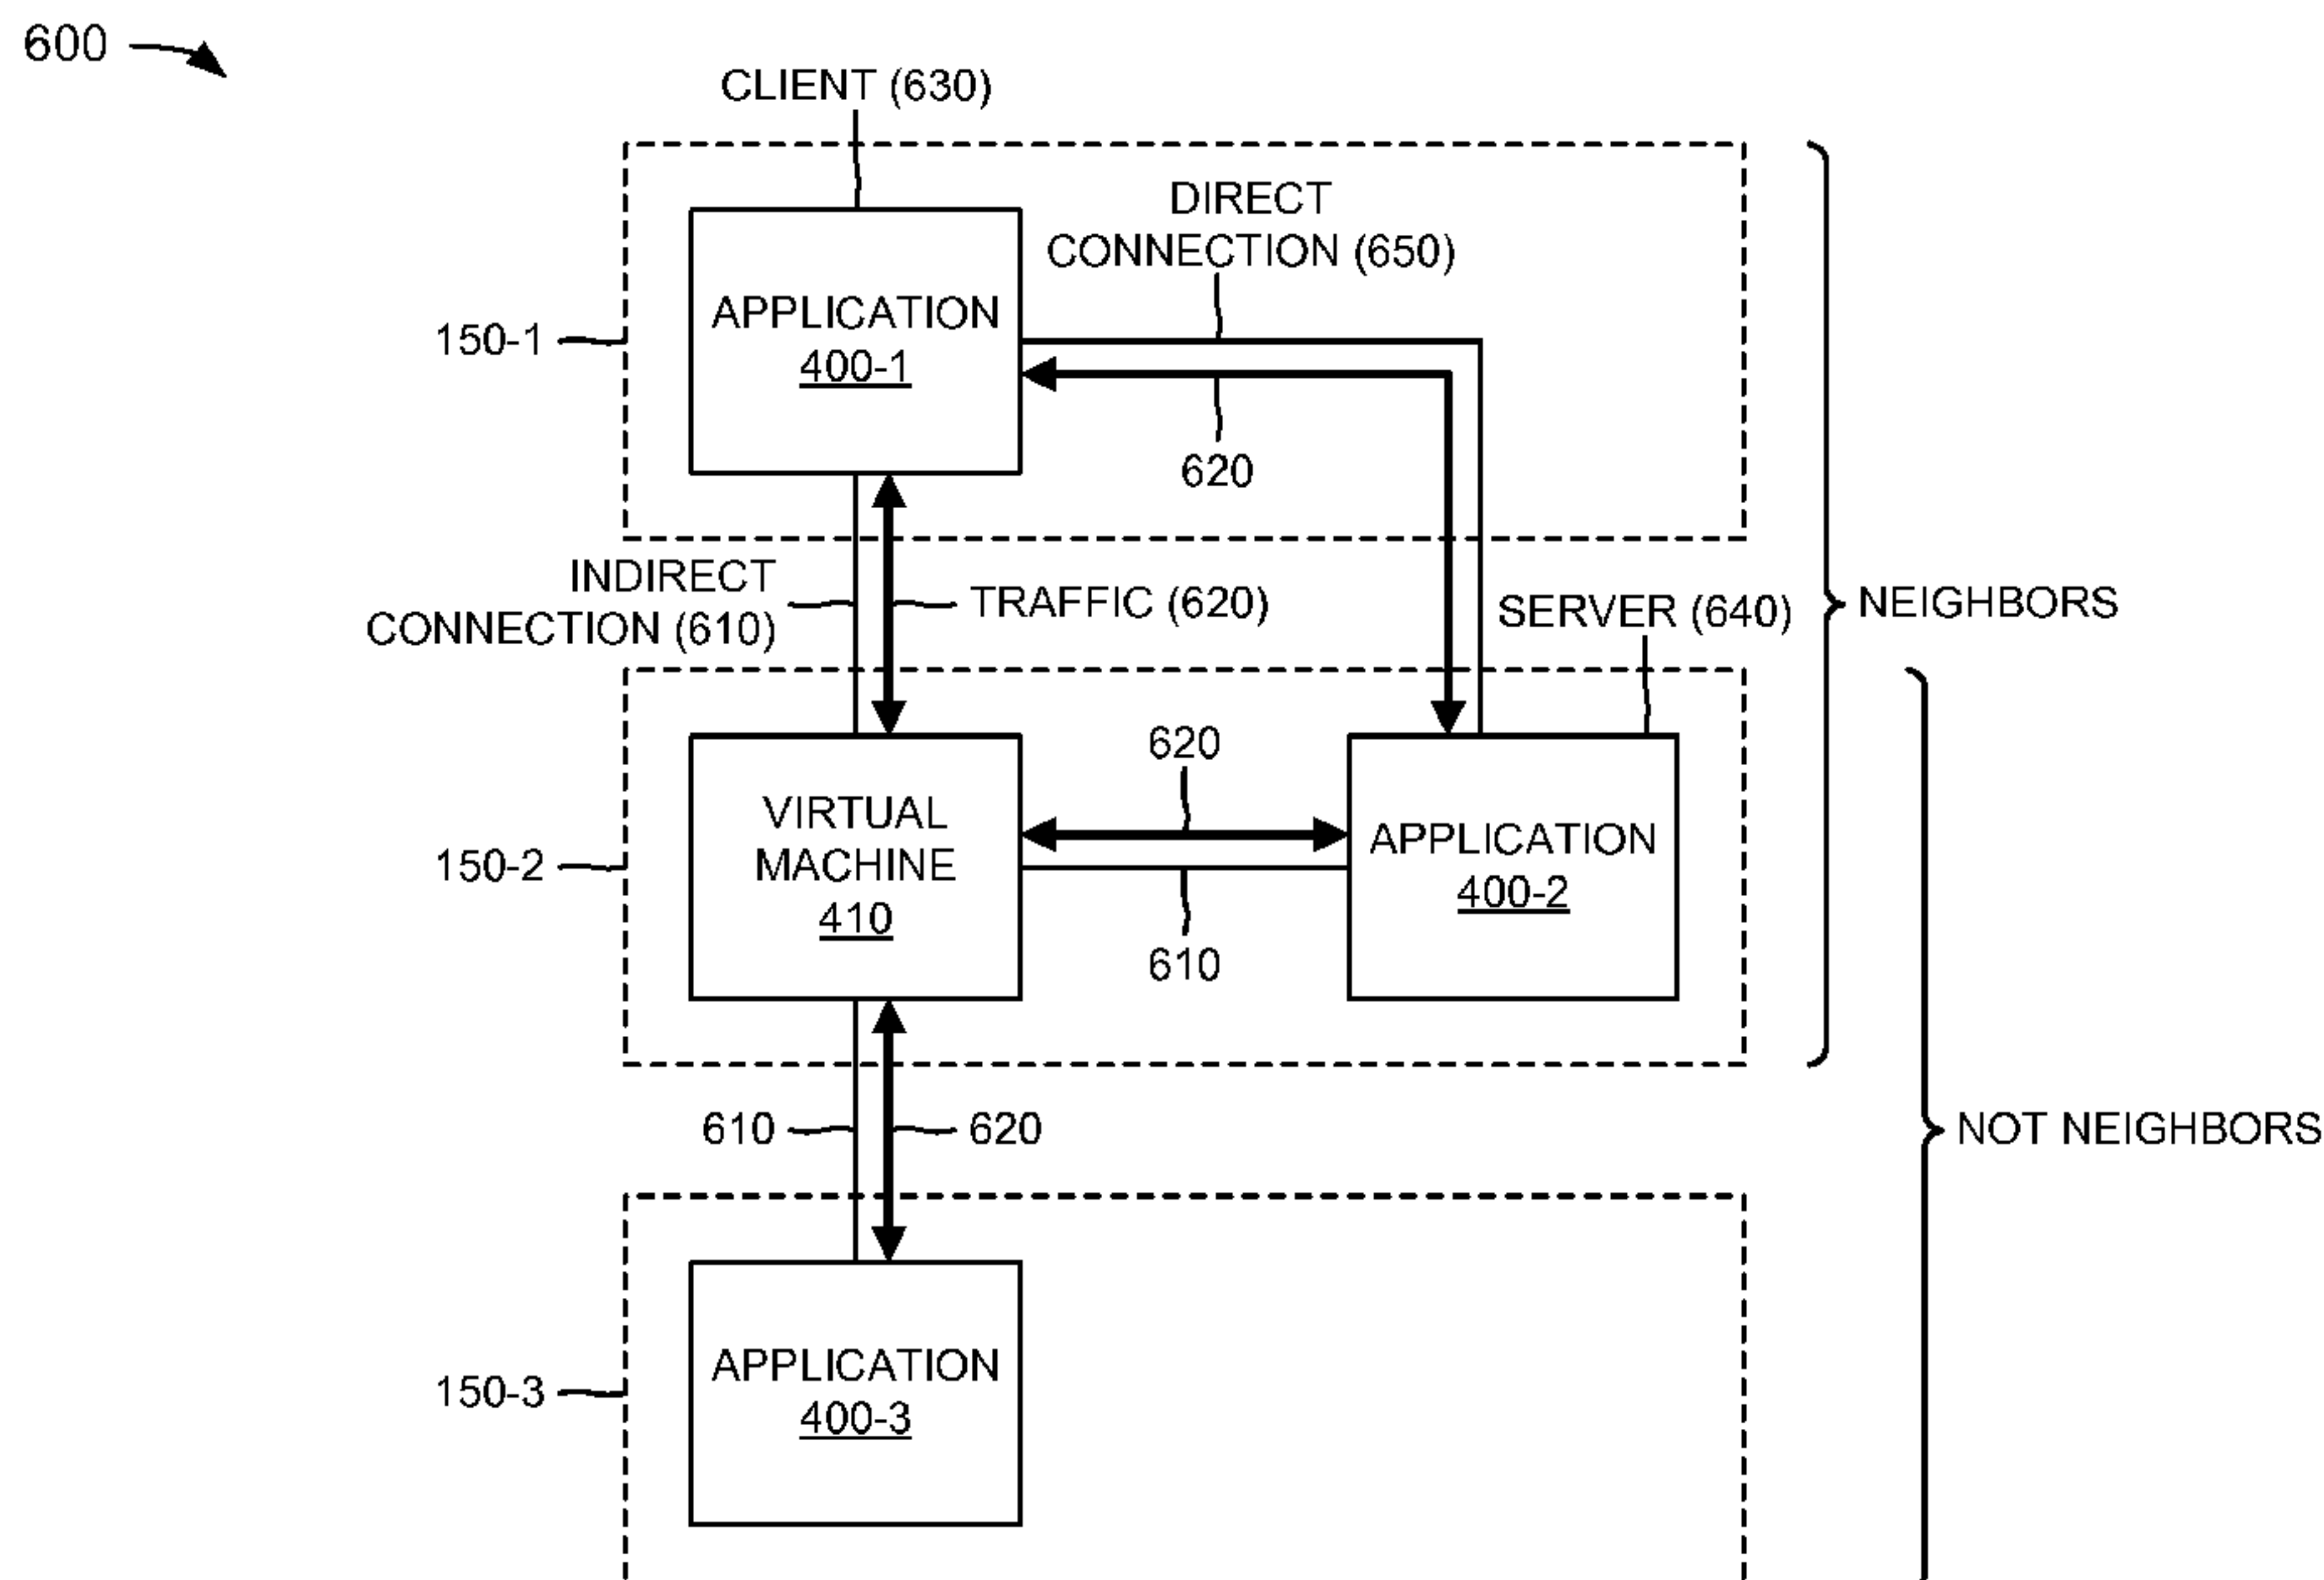 600
CLIENT (630)
DIRECT
CONNECTION (650)
APPLICATION
400-1
150-1
620
INDIRECT
CONNECTION (610)
TRAFFIC (620)
SERVER (640)
NEIGHBORS
620
VIRTUAL
MACHINE
410
APPLICATION
400-2
150-2
610
610
620
NOT NEIGHBORS
APPLICATION
400-3
150-3